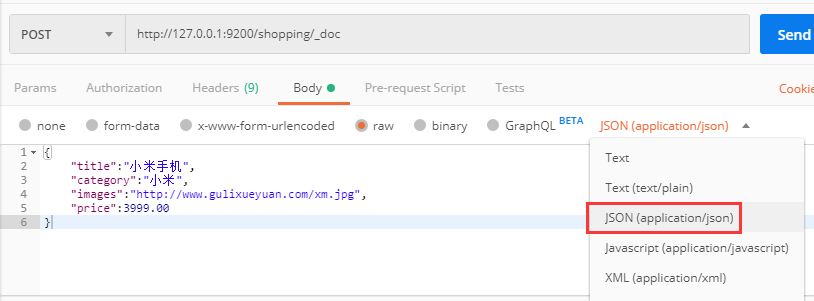 POST http://127.0.0.1:9200/shopping/_doc Send
Params Authorization Headers (9) Body Pre-request Script Tests Cookie
none form-data x-www-form-urlencoded raw binary GraphQL BETA JSON (application/json)
1 {
2 "title":"小米手机",
3 "category":"小米",
4 "images":"http://www.gulixueyuan.com/xm.jpg",
5 "price":3999.00
6 }
Text
Text (text/plain)
JSON (application/json)
Javascript (application/javascript)
XML (application/xml)